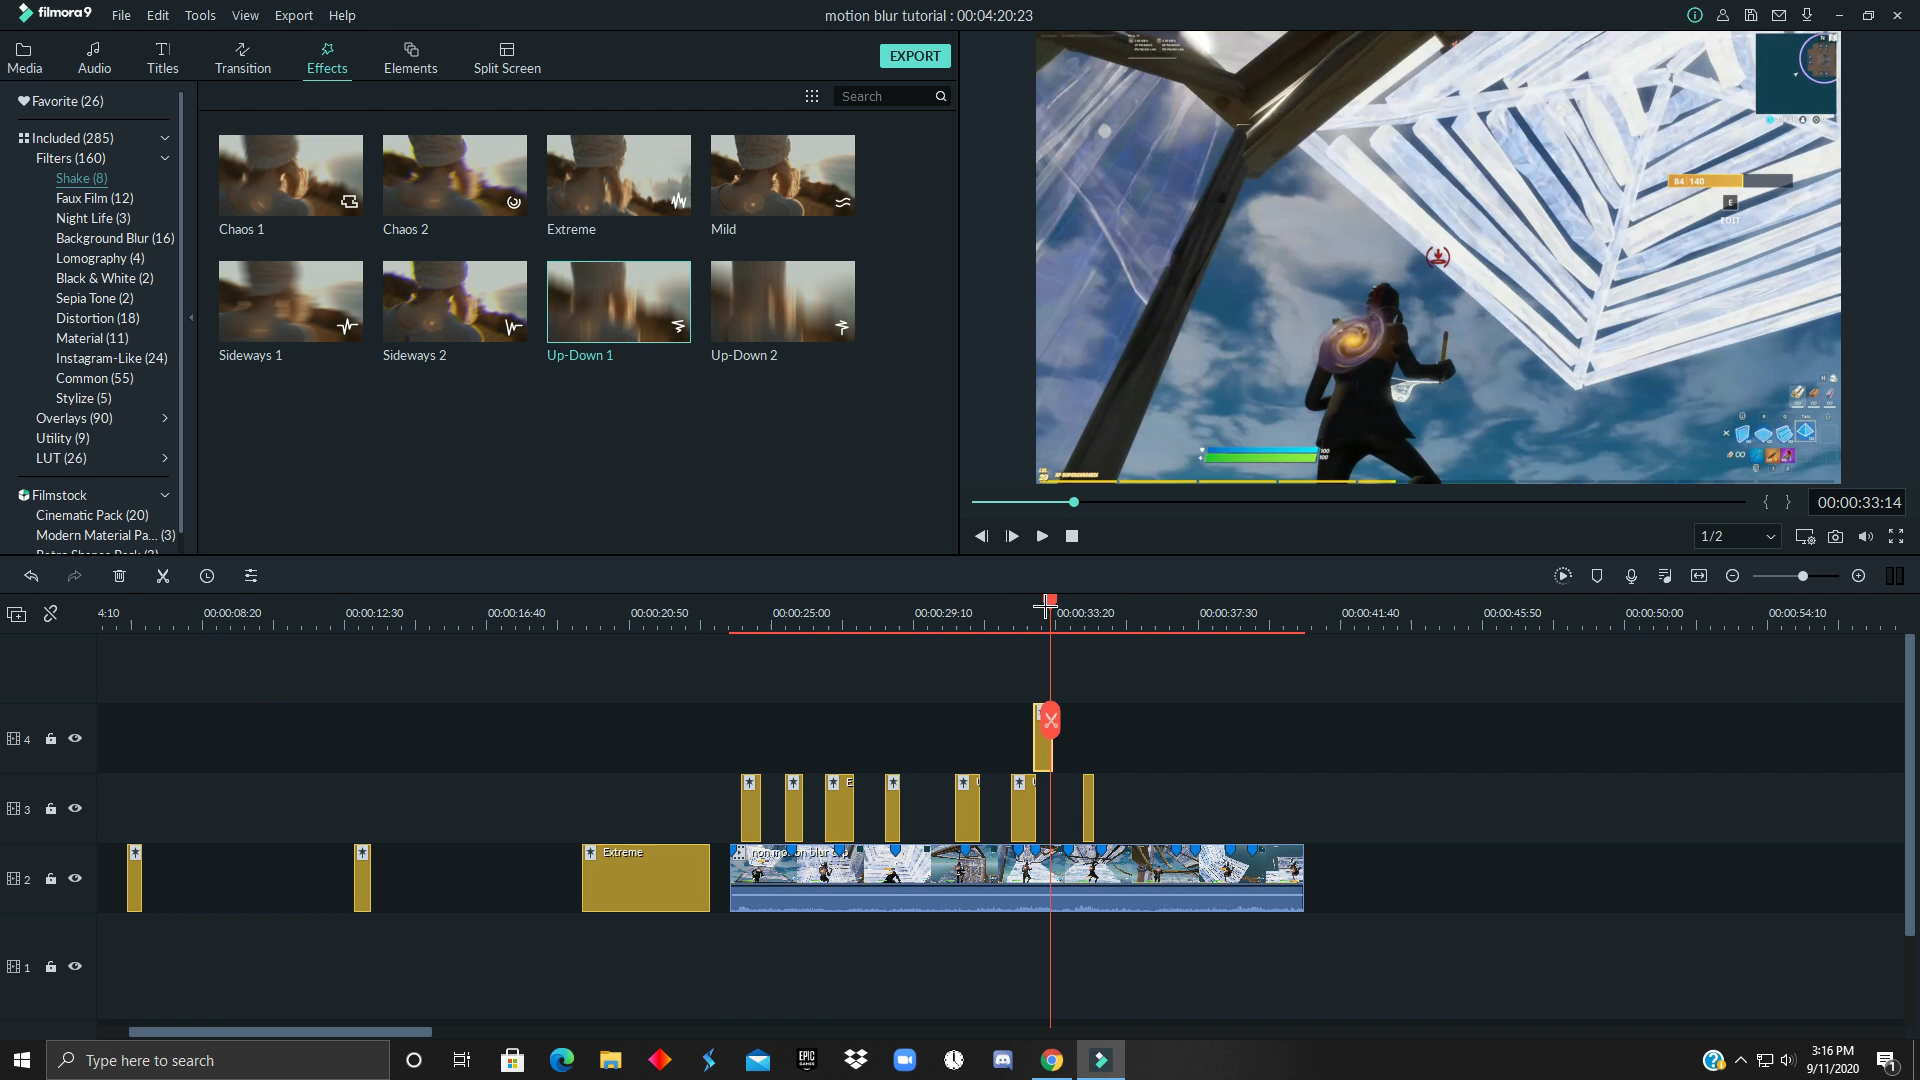 filmora9
File Edit Tools View Export Help
motion blur tutorial : 00:04:20:23
Media Audio Titles Transition Effects Elements Split Screen
EXPORT
Favorite (26)
Search
Included (285)
Filters (160)
Shake (8)
Faux Film (12)
Night Life (3)
Background Blur (16)
Lomography (4)
Black & White (2)
Sepia Tone (2)
Distortion (18)
Material (11)
Instagram-Like (24)
Common (55)
Stylize (5)
Overlays (90)
Utility (9)
LUT (26)
Filmstock
Cinematic Pack (20)
Modern Material Pa... (3)
Chaos 1 Chaos 2 Extreme Mild
Sideways 1 Sideways 2 Up-Down 1 Up-Down 2
N
84 140
E
EDIT
100
100
00:00:33:14
1/2
4:10 00:00:08:20 00:00:12:30 00:00:16:40 00:00:20:50 00:00:25:00 00:00:29:10 00:00:33:20 00:00:37:30 00:00:41:40 00:00:45:50 00:00:50:00 00:00:54:10
4
3
E
2
Extreme
1
Type here to search
EPIC GAMES
3:16 PM
9/11/2020
1